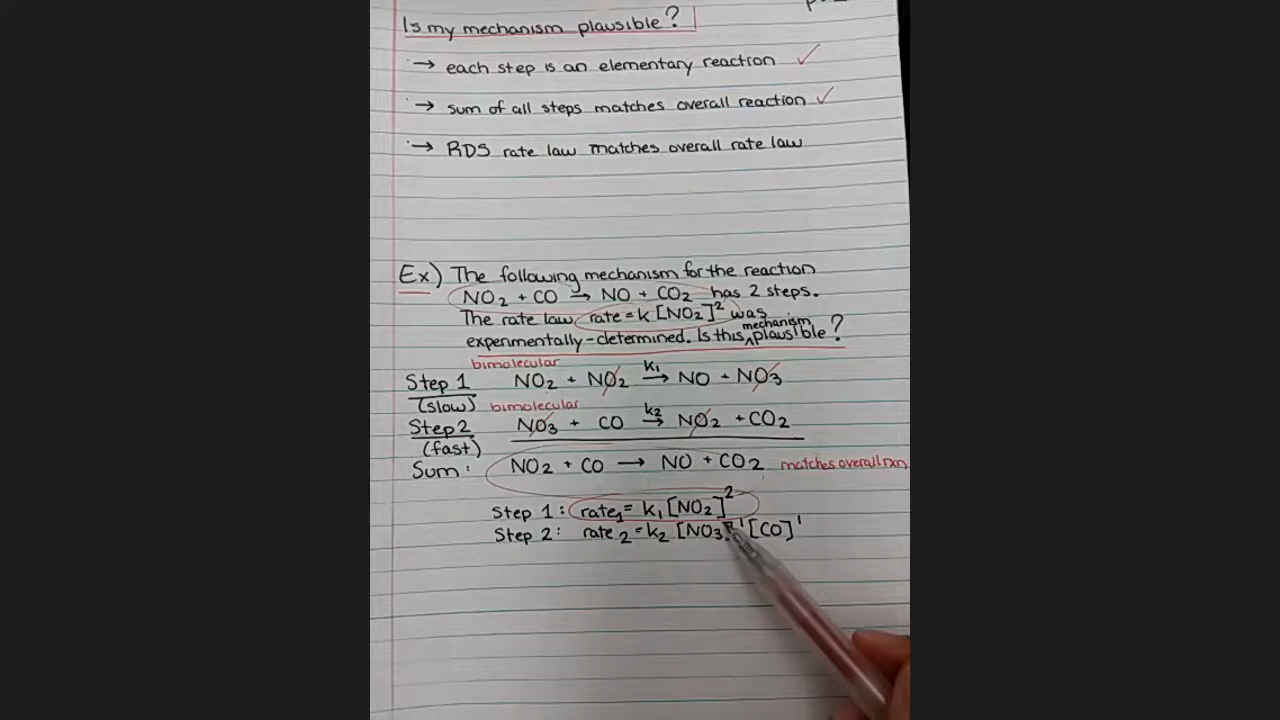 Is my mechanism plausible?
→ each step is an elementary reaction ✓
→ sum of all steps matches overall reaction ✓
→ RDS rate law matches overall rate law
Ex) The following mechanism for the reaction
NO₂ + CO → NO + CO₂ has 2 steps.
The rate law rate = k [NO₂]² was
experimentally-determined. Is this ^ mechanism plausible?
bimolecular
Step 1 NO₂ + NO₂ k₁→ NO + NO₃
(slow) bimolecular
Step 2 NO₃ + CO k₂→ NO₂ + CO₂
(fast)
Sum: NO₂ + CO → NO + CO₂ matches overall rxn
Step 1: rate₁ = k₁ [NO₂]²
Step 2: rate₂ = k₂ [NO₃]¹ [CO]¹